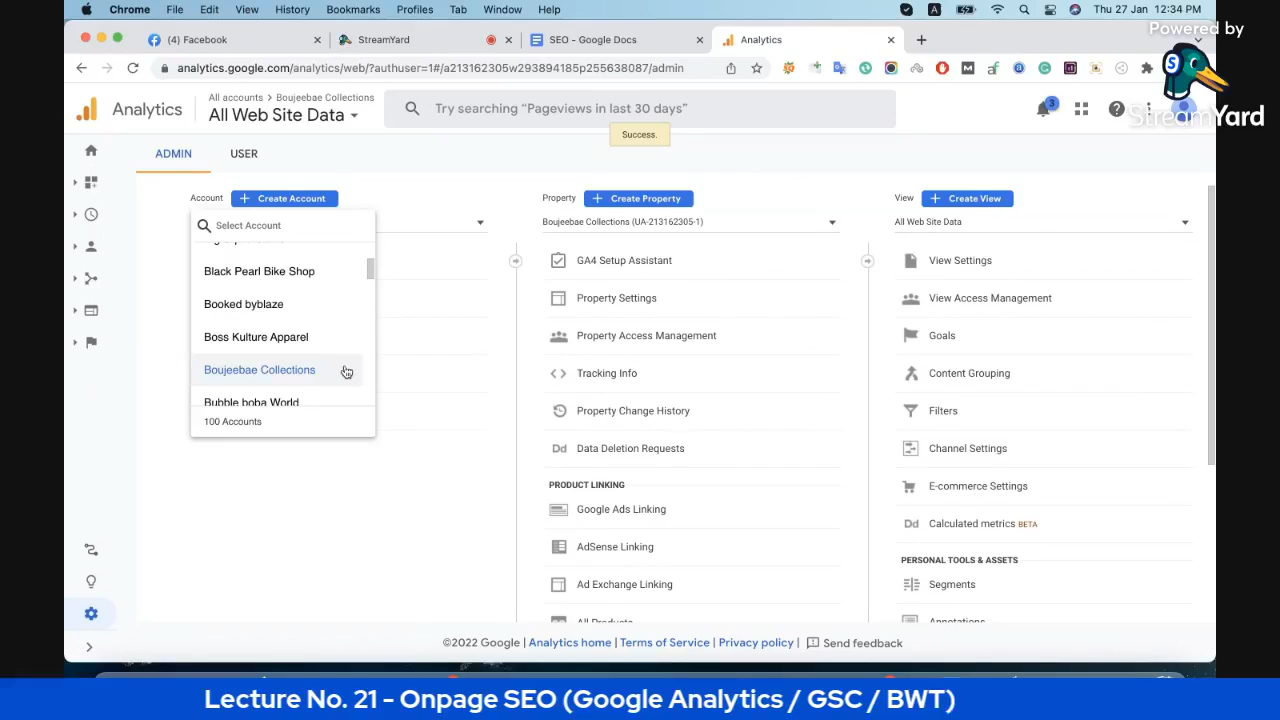 Chrome File Edit View History Bookmarks Profiles Tab Window Help A Thu 27 Jan 12:34 PM
Powered by
StreamYard
(4) Facebook
StreamYard
SEO - Google Docs
Analytics
analytics.google.com/analytics/web/?authuser=1#/a213162305w293894185p255638087/admin
Analytics
All accounts > Boujeebae Collections
All Web Site Data
Try searching “Pageviews in last 30 days”
3
Success.
ADMIN USER
Account + Create Account
Select Account
Black Pearl Bike Shop
Booked byblaze
Boss Kulture Apparel
Boujeebae Collections
Bubble boba World
100 Accounts
Property + Create Property
Boujeebae Collections (UA-213162305-1)
GA4 Setup Assistant
Property Settings
Property Access Management
Tracking Info
Property Change History
Dd Data Deletion Requests
PRODUCT LINKING
Google Ads Linking
AdSense Linking
Ad Exchange Linking
All Products
View + Create View
All Web Site Data
View Settings
View Access Management
Goals
Content Grouping
Filters
Channel Settings
E-commerce Settings
Dd Calculated metrics BETA
PERSONAL TOOLS & ASSETS
Segments
Annotations
©2022 Google | Analytics home | Terms of Service | Privacy policy | Send feedback
Lecture No. 21 - Onpage SEO (Google Analytics / GSC / BWT)